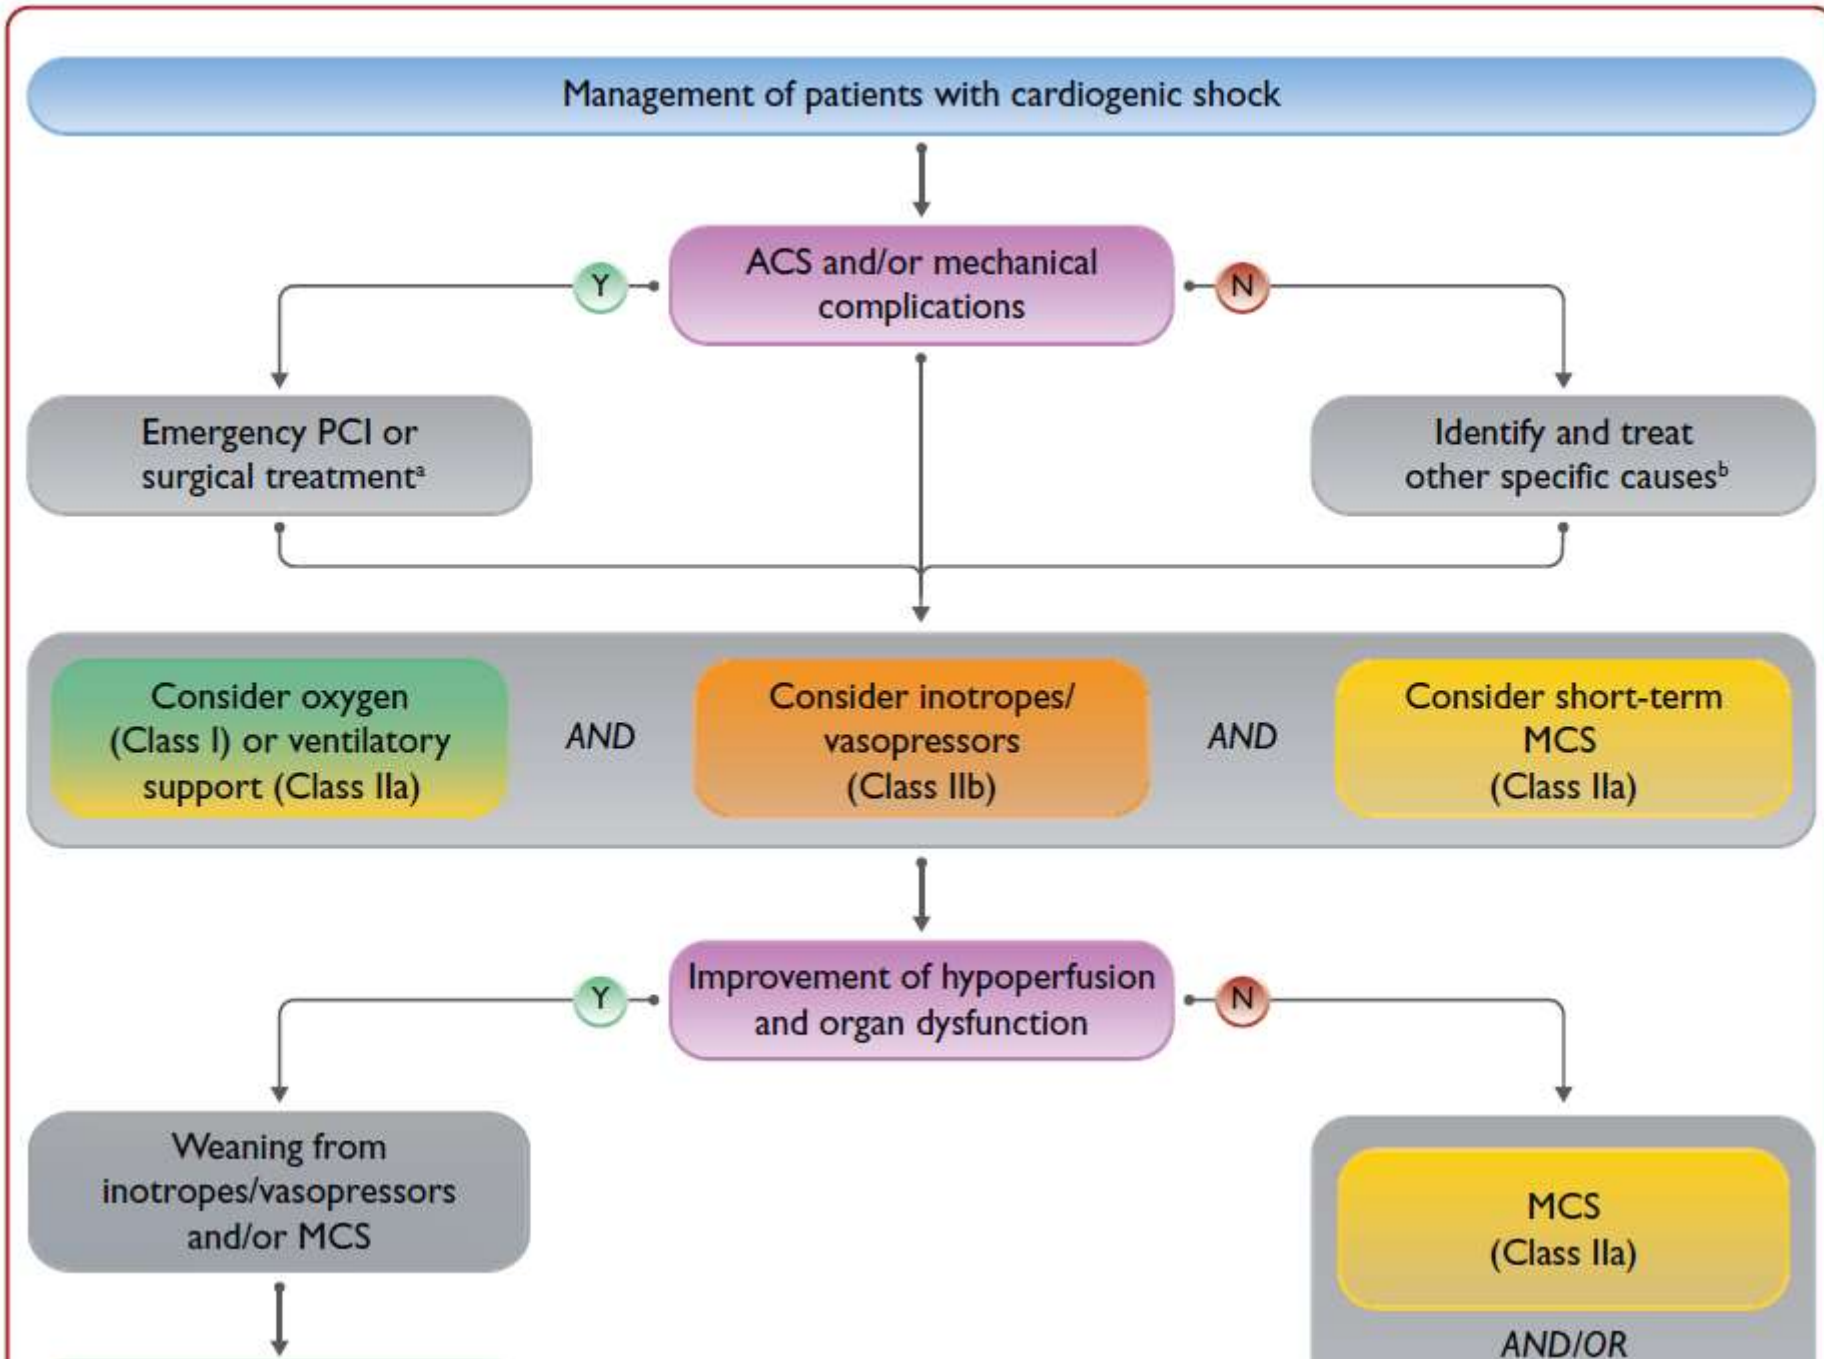 Management of patients with cardiogenic shock
ACS and/or mechanical
complications
Y
N
Emergency PCI or
surgical treatmentᵃ
Identify and treat
other specific causesᵇ
Consider oxygen
(Class I) or ventilatory
support (Class IIa)
AND
Consider inotropes/
vasopressors
(Class IIb)
AND
Consider short-term
MCS
(Class IIa)
Improvement of hypoperfusion
and organ dysfunction
Y
N
Weaning from
inotropes/vasopressors
and/or MCS
MCS
(Class IIa)
AND/OR